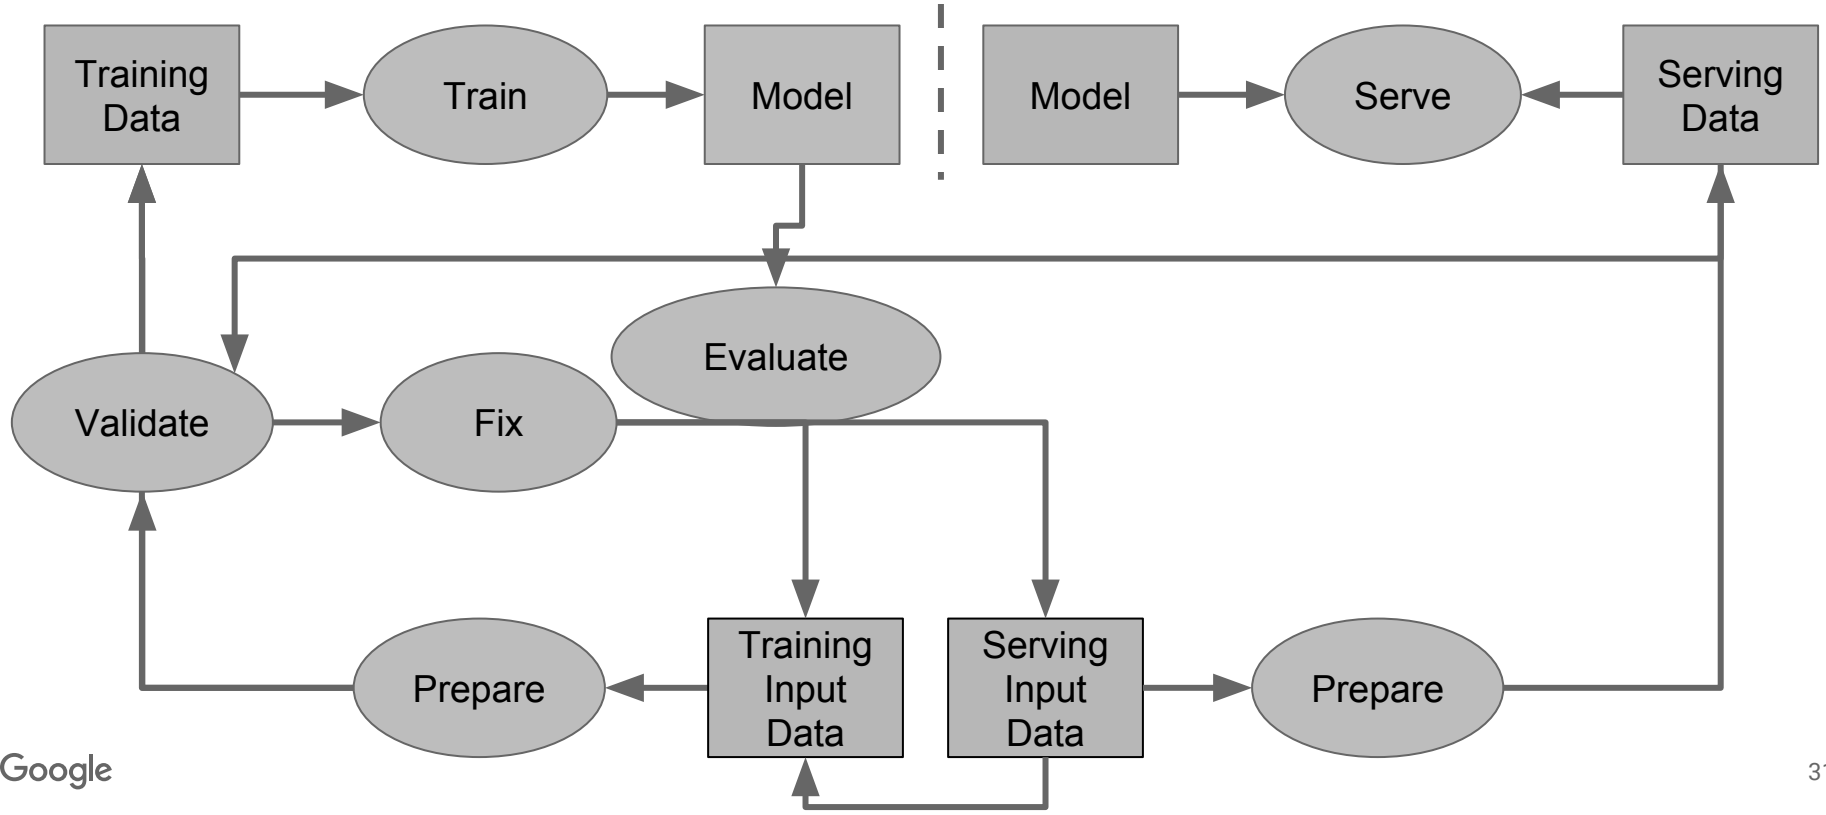 Training
Data
Train
Model
Model
Serve
Serving
Data
Evaluate
Validate
Fix
Prepare
Training
Input
Data
Serving
Input
Data
Prepare
Google
31